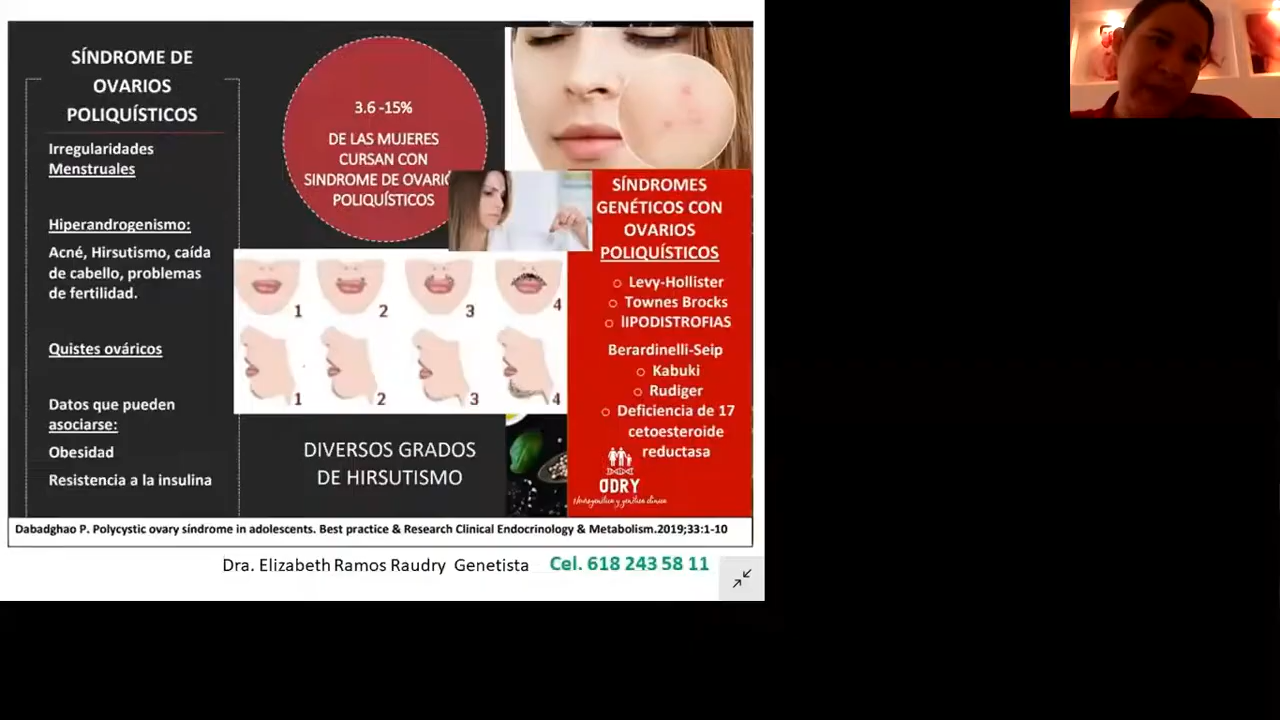 SÍNDROME DE
OVARIOS
POLIQUÍSTICOS
Irregularidades
Menstruales
Hiperandrogenismo:
Acné, Hirsutismo, caída
de cabello, problemas
de fertilidad.
Quistes ováricos
Datos que pueden
asociarse:
Obesidad
Resistencia a la insulina
3.6 -15%
DE LAS MUJERES
CURSAN CON
SINDROME DE
POLIQUÍSTICOS
1 2 3 4
1 2 3 4
DIVERSOS GRADOS
DE HIRSUTISMO
SÍNDROMES
GENÉTICOS CON
OVARIOS
POLIQUÍSTICOS
Levy-Hollister
Townes Brocks
lIPODISTROFIAS
Berardinelli-Seip
Kabuki
Rudiger
Deficiencia de 17
cetoesteroide
reductasa
ODRY
Dabadghao P. Polycystic ovary síndrome in adolescents. Best practice & Research Clinical Endocrinology & Metabolism.2019;33:1-10
Dra. Elizabeth Ramos Raudry Genetista Cel. 618 243 58 11